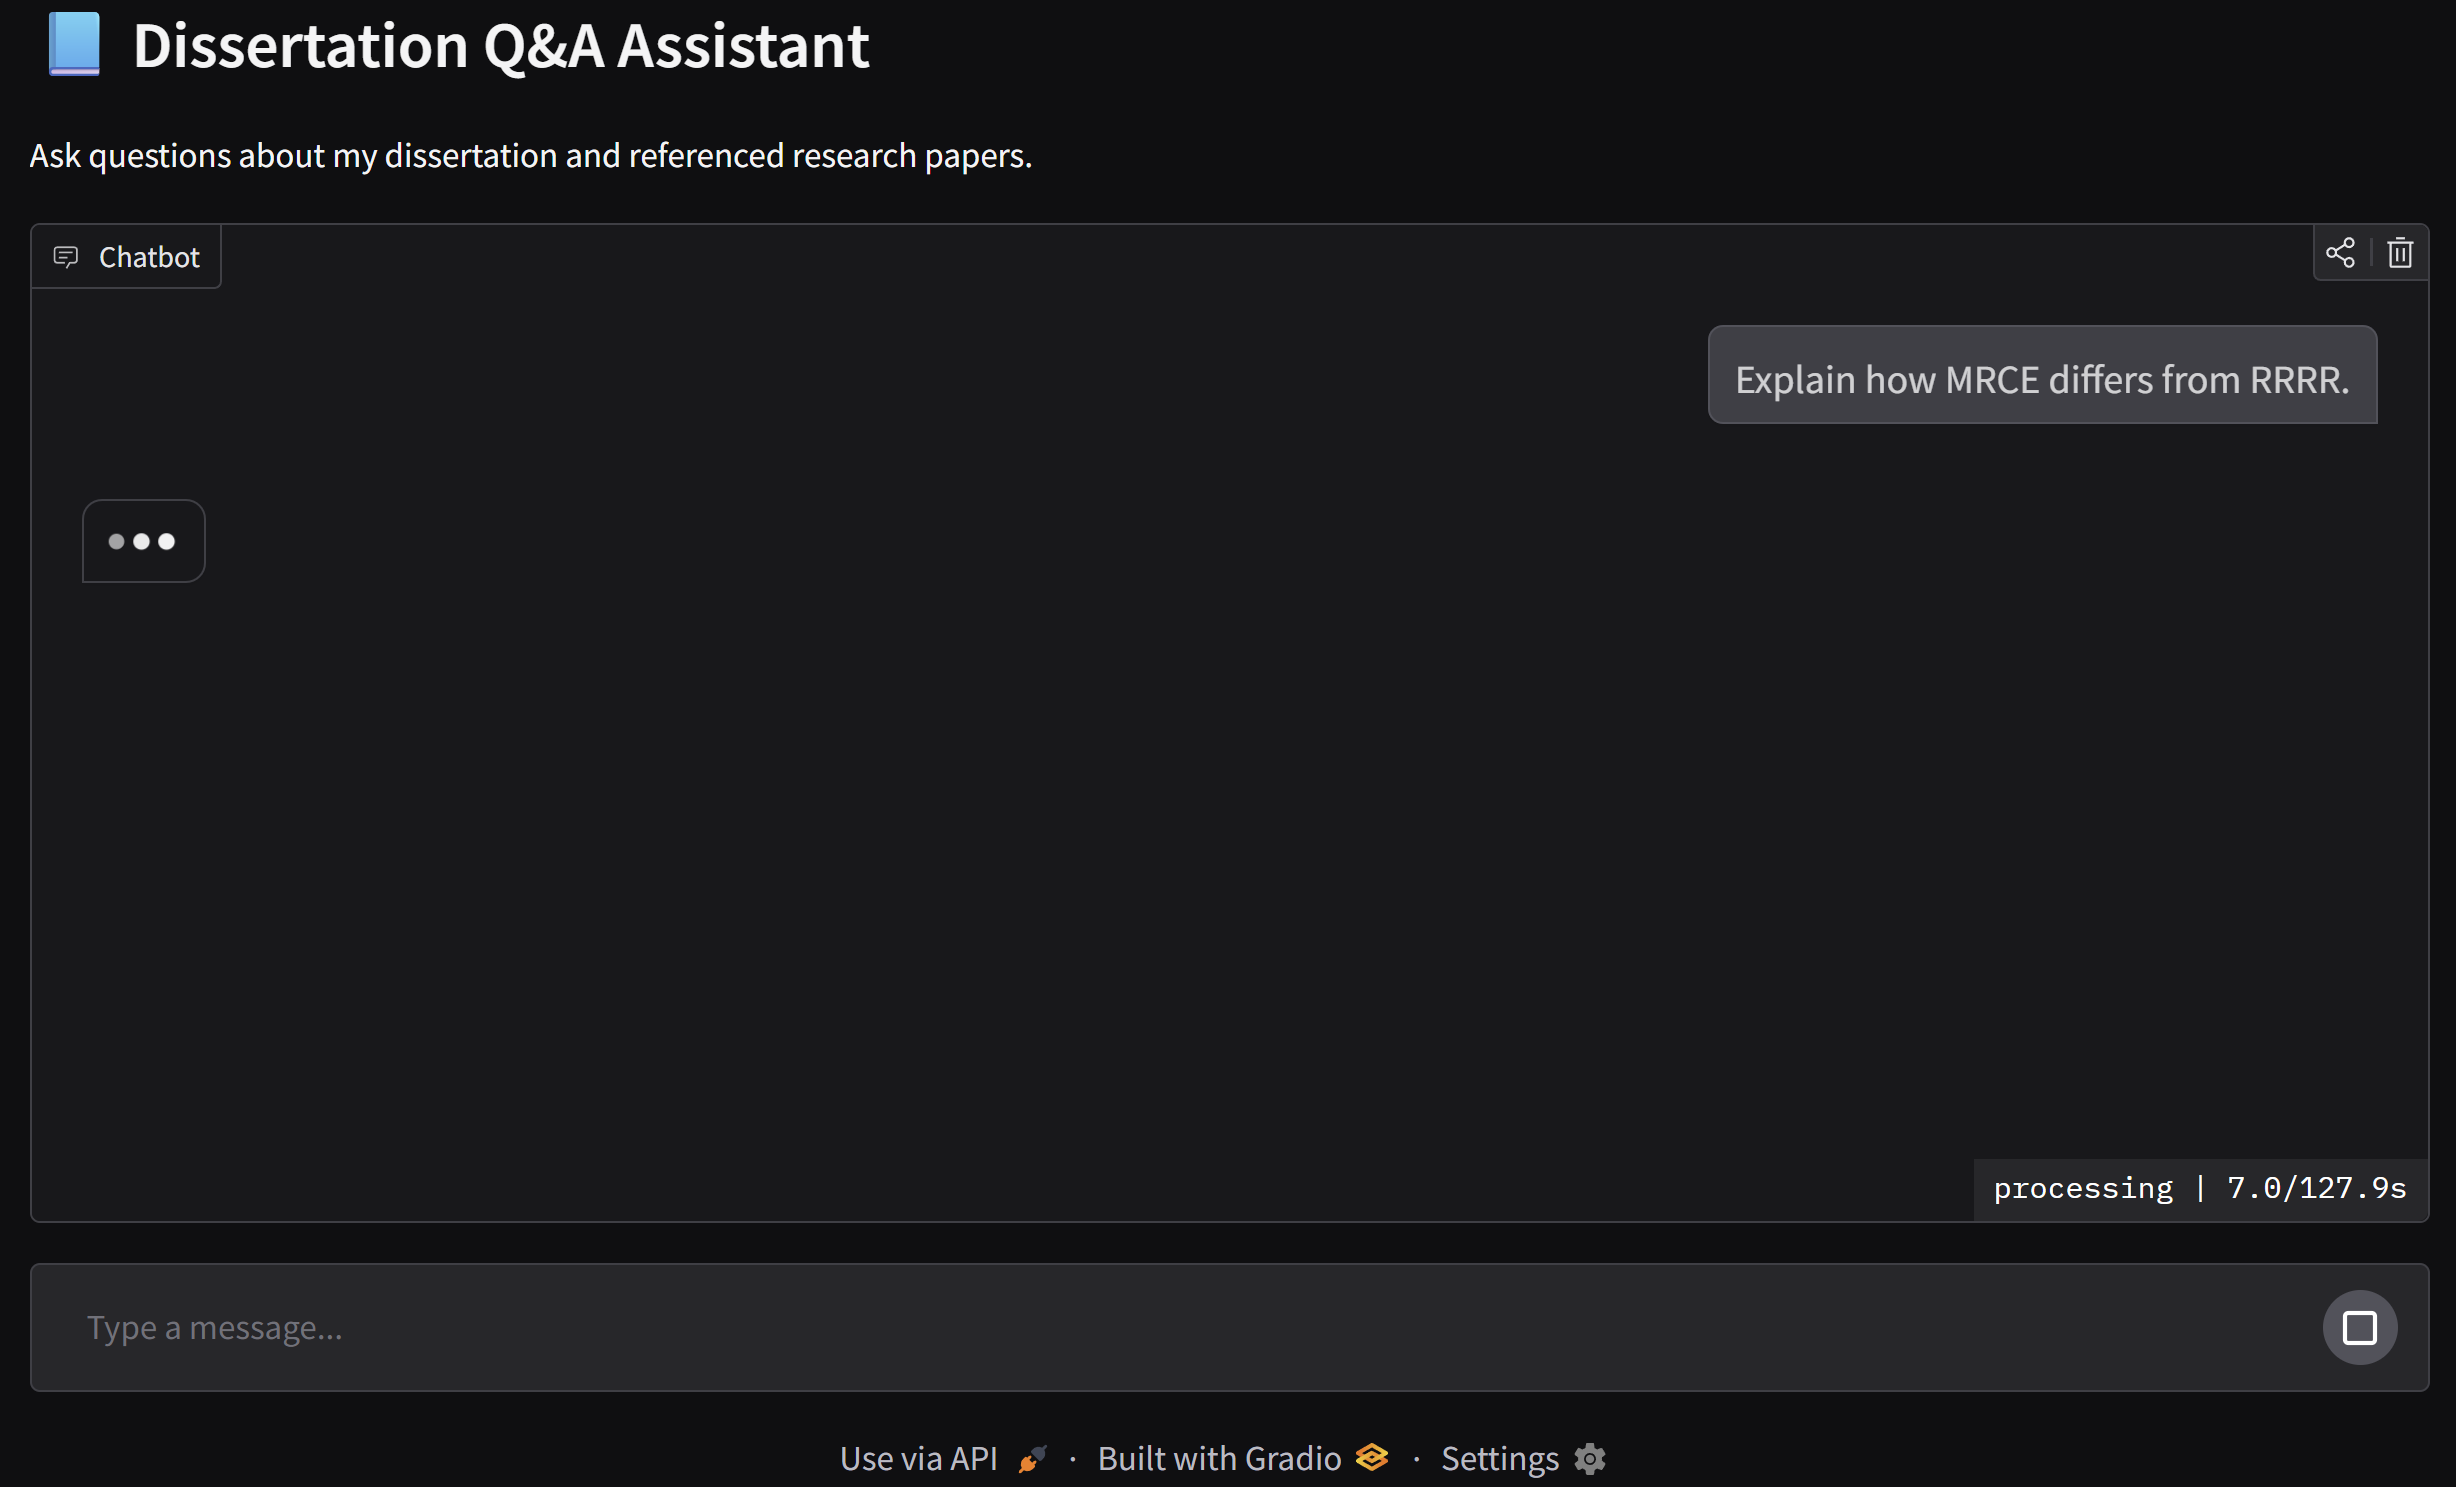 Dissertation Q&A Assistant
Ask questions about my dissertation and referenced research papers.
Chatbot
Explain how MRCE differs from RRRR.
processing | 7.0/127.9s
Type a message...
Use via API · Built with Gradio · Settings